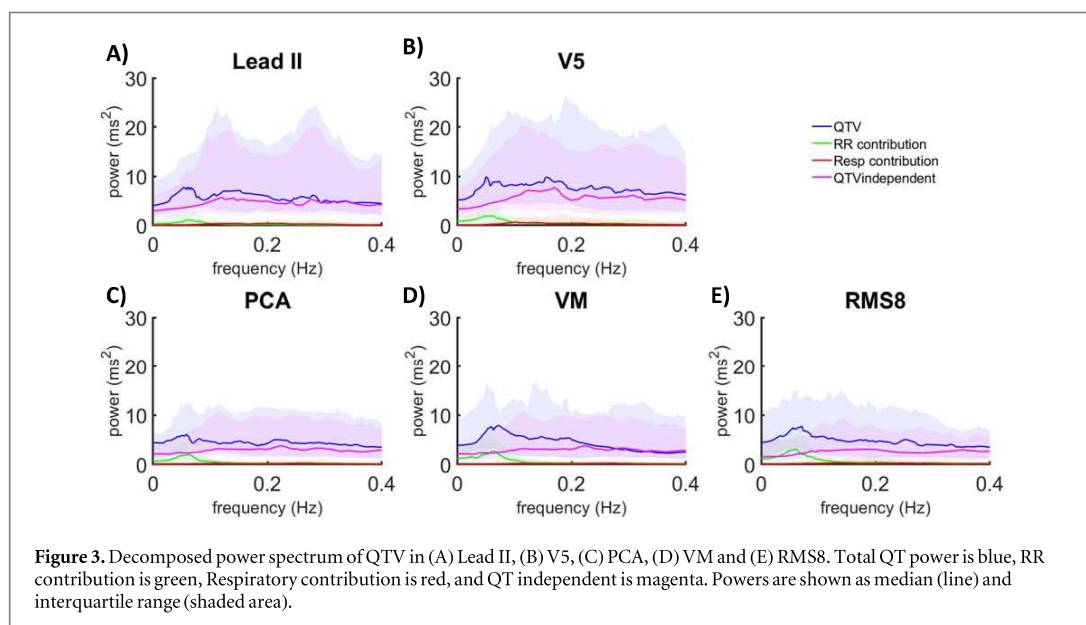 A)
Lead II
30
20
10
0
power (ms2)
0
0.2
0.4
frequency (Hz)
B)
V5
30
20
10
0
power (ms2)
0
0.2
0.4
frequency (Hz)
QTV
RR contribution
Resp contribution
QTVindependent
C)
PCA
30
20
10
0
power (ms2)
0
0.2
0.4
frequency (Hz)
D)
VM
30
20
10
0
power (ms2)
0
0.2
0.4
frequency (Hz)
E)
RMS8
30
20
10
0
power (ms2)
0
0.2
0.4
frequency (Hz)
Figure 3. Decomposed power spectrum of QTV in (A) Lead II, (B) V5, (C) PCA, (D) VM and (E) RMS8. Total QT power is blue, RR
contribution is green, Respiratory contribution is red, and QT independent is magenta. Powers are shown as median (line) and
interquartile range (shaded area).